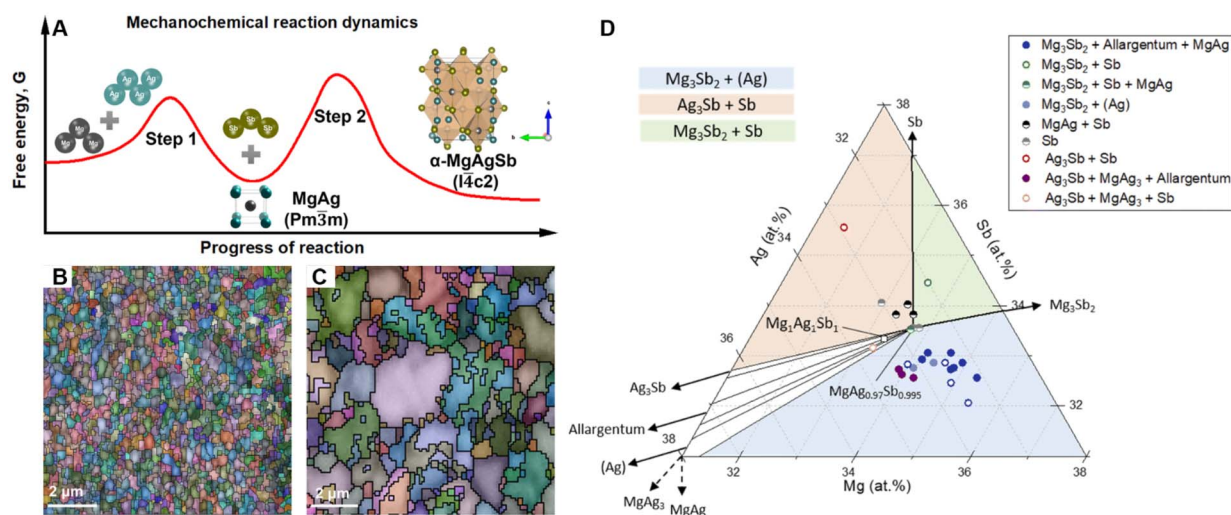 A
Mechanochemical reaction dynamics
Free energy, G
Ag Ag
Ag Ag
Mg
Mg Mg
Step 1
Sb
Sb Sb
Step 2
MgAg
(Pm3̅m)
α-MgAgSb
(I4̅c2)
Progress of reaction
B
2 μm
C
2 μm
D
Mg₃Sb₂ + (Ag)
Ag₃Sb + Sb
Mg₃Sb₂ + Sb
Mg₃Sb₂ + Allargentum + MgAg
Mg₃Sb₂ + Sb
Mg₃Sb₂ + Sb + MgAg
Mg₃Sb₂ + (Ag)
MgAg + Sb
Sb
Ag₃Sb + Sb
Ag₃Sb + MgAg₃ + Allargentum
Ag₃Sb + MgAg₃ + Sb
38
Sb
32
36
Ag (at.%)
Sb (at.%)
34
34
Mg₃Sb₂
Mg₁Ag₁Sb₁
36
Ag₃Sb
MgAg₀.₉₇Sb₀.₉₉₅
32
Allargentum
38
(Ag)
32
34
36
38
Mg (at.%)
MgAg₃
MgAg